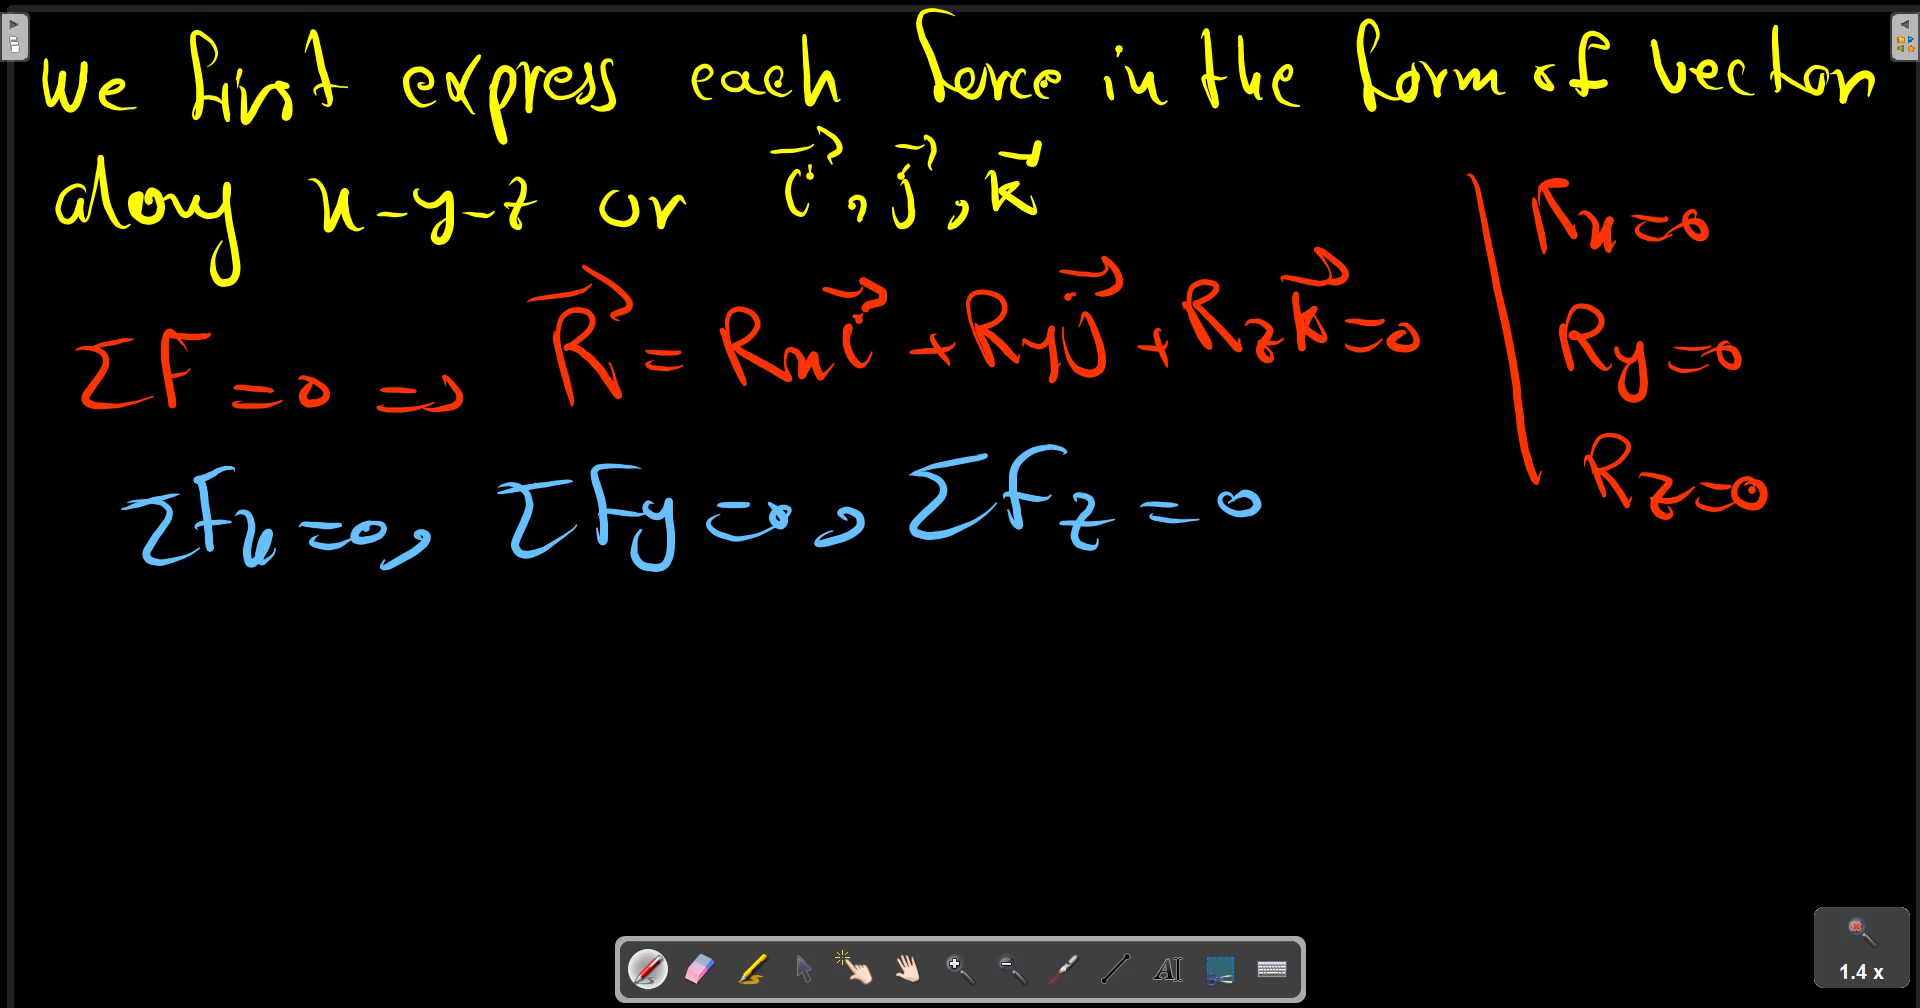 We first express each force in the form of vector
along x-y-z or i⃗, j⃗, k⃗
ΣF = 0 ⇒ R⃗ = Rx i⃗ + Ry j⃗ + Rz k⃗ = 0
Rx = 0
Ry = 0
Rz = 0
ΣFx = 0, ΣFy = 0, ΣFz = 0
1.4 x